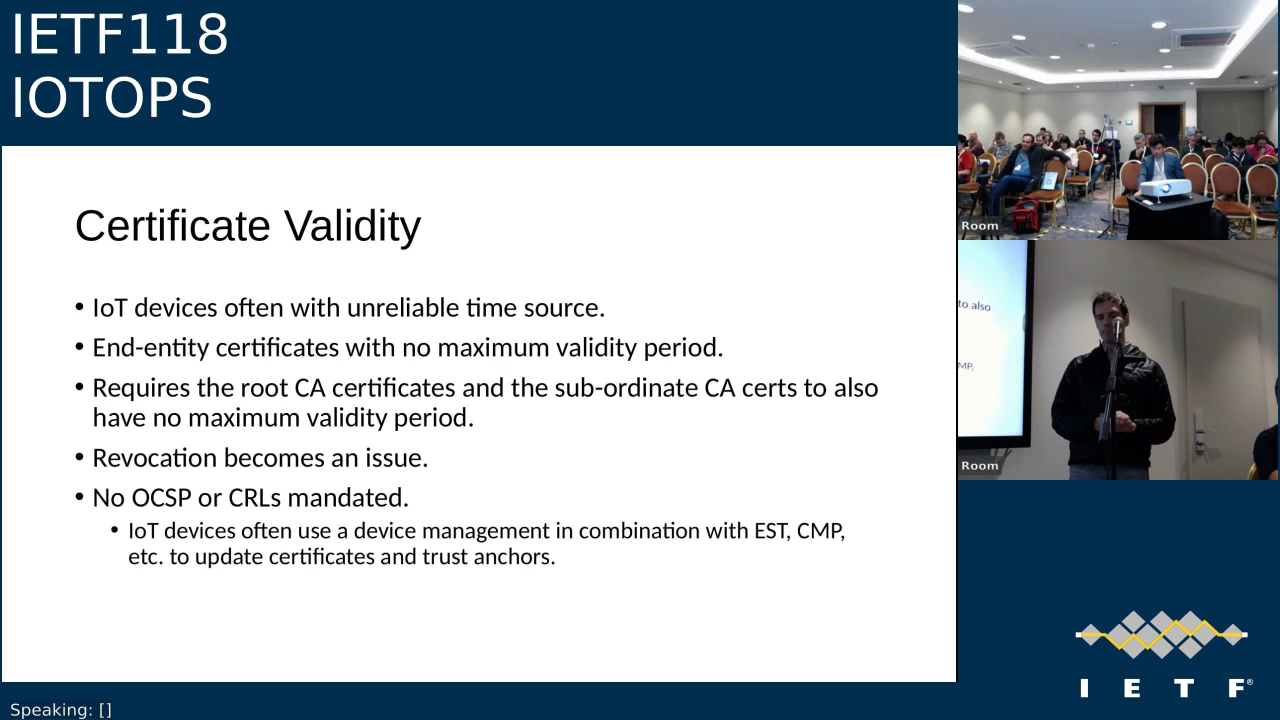 IETF118
IOTOPS
Certificate Validity
• IoT devices often with unreliable time source.
• End-entity certificates with no maximum validity period.
• Requires the root CA certificates and the sub-ordinate CA certs to also
have no maximum validity period.
• Revocation becomes an issue.
• No OCSP or CRLs mandated.
• IoT devices often use a device management in combination with EST, CMP,
etc. to update certificates and trust anchors.
Room
to also
MP,
Room
I E T F®
Speaking: []